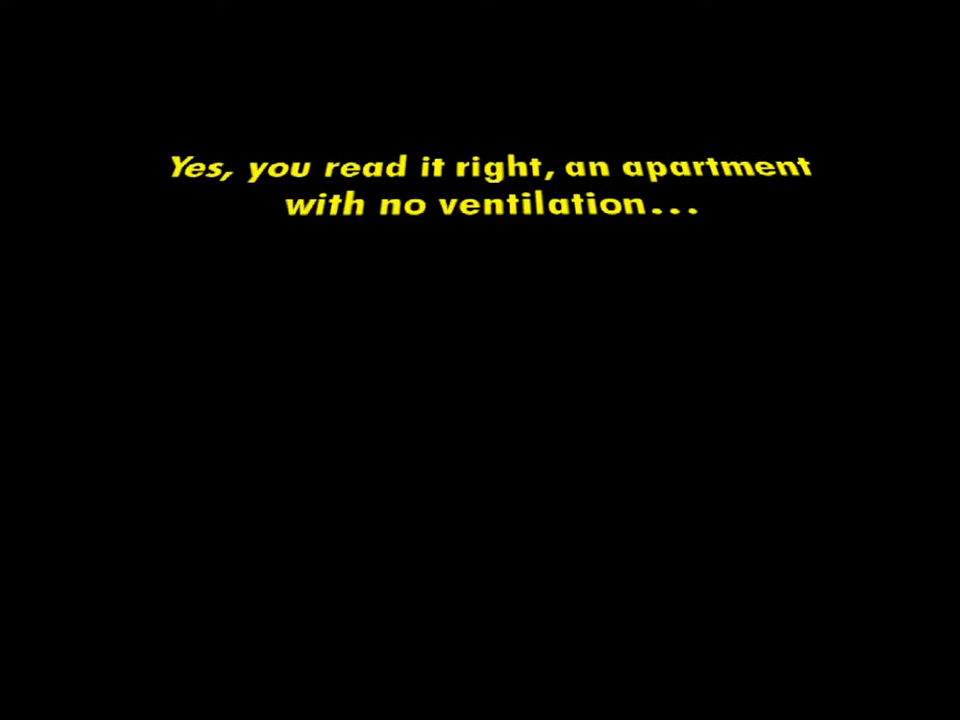 Yes, you read it right, an apartment
with no ventilation...